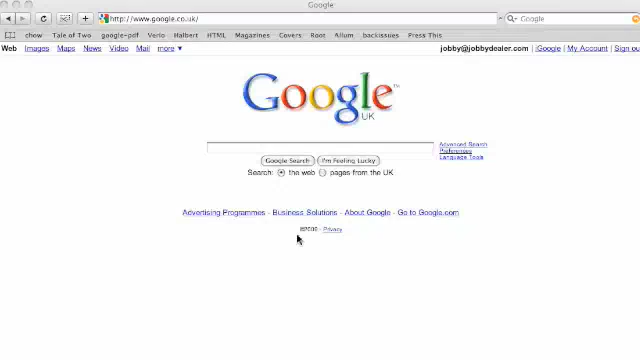 Google
http://www.google.co.uk/
Google
chow Tale of Two google-pdf Verio Halbert HTML Magazines Covers Root Alium backissues Press This
Web Images Maps News Video Mail more ▼ jobby@jobbydealer.com | iGoogle | My Account | Sign ou
Google™
UK
Advanced Search
Preferences
Language Tools
Google Search I'm Feeling Lucky
Search: the web pages from the UK
Advertising Programmes - Business Solutions - About Google - Go to Google.com
- Privacy